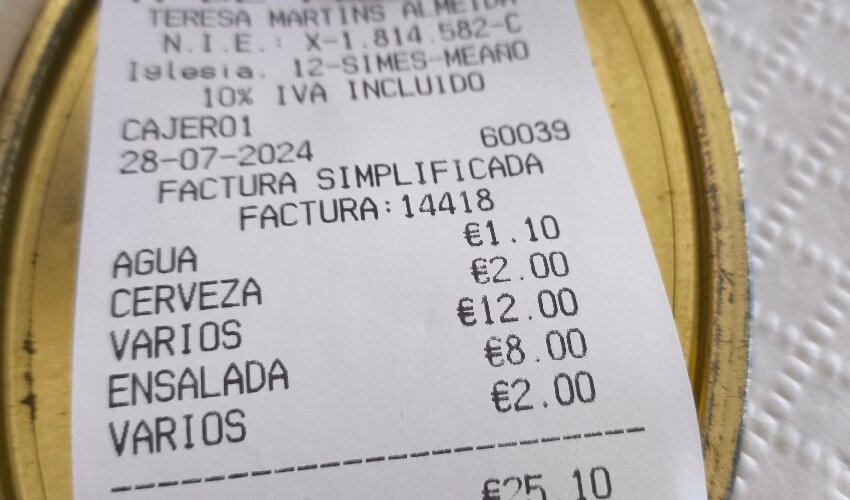 TERESA MARTINS ALMEIDA
N.I.E.: X-1.814.582-C
Iglesia. 12-SIMES-MEAÑO
10% IVA INCLUIDO
CAJERO1 60039
28-07-2024
FACTURA SIMPLIFICADA
FACTURA:14418
AGUA €1.10
CERVEZA €2.00
VARIOS €12.00
ENSALADA €8.00
VARIOS €2.00
--------------------------------
€25.10